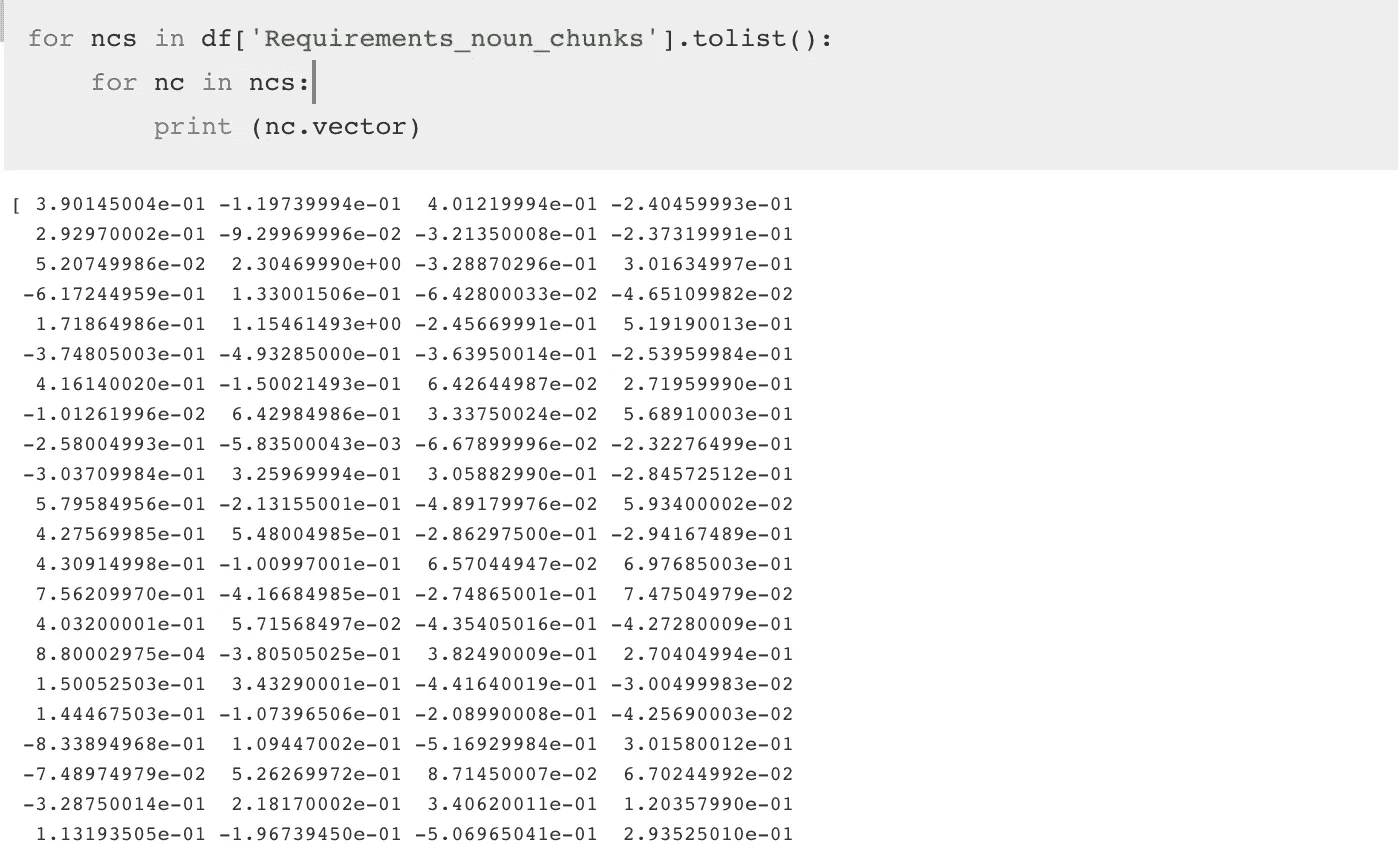 for ncs in df['Requirements_noun_chunks'].tolist():
for nc in ncs:
print (nc.vector)
[ 3.90145004e-01 -1.19739994e-01 4.01219994e-01 -2.40459993e-01
2.92970002e-01 -9.29969996e-02 -3.21350008e-01 -2.37319991e-01
5.20749986e-02 2.30469990e+00 -3.28870296e-01 3.01634997e-01
-6.17244959e-01 1.33001506e-01 -6.42800033e-02 -4.65109982e-02
1.71864986e-01 1.15461493e+00 -2.45669991e-01 5.19190013e-01
-3.74805003e-01 -4.93285000e-01 -3.63950014e-01 -2.53959984e-01
4.16140020e-01 -1.50021493e-01 6.42644987e-02 2.71959990e-01
-1.01261996e-02 6.42984986e-01 3.33750024e-02 5.68910003e-01
-2.58004993e-01 -5.83500043e-03 -6.67899996e-02 -2.32276499e-01
-3.03709984e-01 3.25969994e-01 3.05882990e-01 -2.84572512e-01
5.79584956e-01 -2.13155001e-01 -4.89179976e-02 5.93400002e-02
4.27569985e-01 5.48004985e-01 -2.86297500e-01 -2.94167489e-01
4.30914998e-01 -1.00997001e-01 6.57044947e-02 6.97685003e-01
7.56209970e-01 -4.16684985e-01 -2.74865001e-01 7.47504979e-02
4.03200001e-01 5.71568497e-02 -4.35405016e-01 -4.27280009e-01
8.80002975e-04 -3.80505025e-01 3.82490009e-01 2.70404994e-01
1.50052503e-01 3.43290001e-01 -4.41640019e-01 -3.00499983e-02
1.44467503e-01 -1.07396506e-01 -2.08990008e-01 -4.25690003e-02
-8.33894968e-01 1.09447002e-01 -5.16929984e-01 3.01580012e-01
-7.48974979e-02 5.26269972e-01 8.71450007e-02 6.70244992e-02
-3.28750014e-01 2.18170002e-01 3.40620011e-01 1.20357990e-01
1.13193505e-01 -1.96739450e-01 -5.06965041e-01 2.93525010e-01